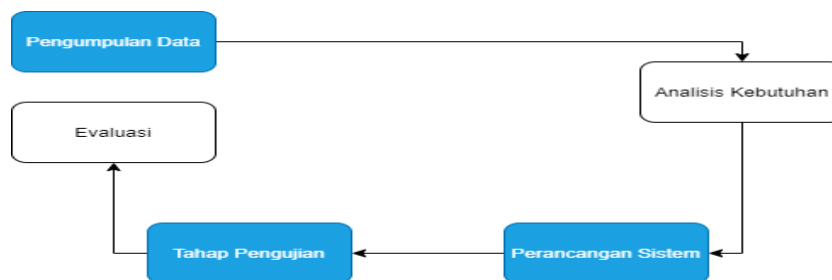 Pengumpulan Data
Analisis Kebutuhan
Evaluasi
Tahap Pengujian
Perancangan Sistem